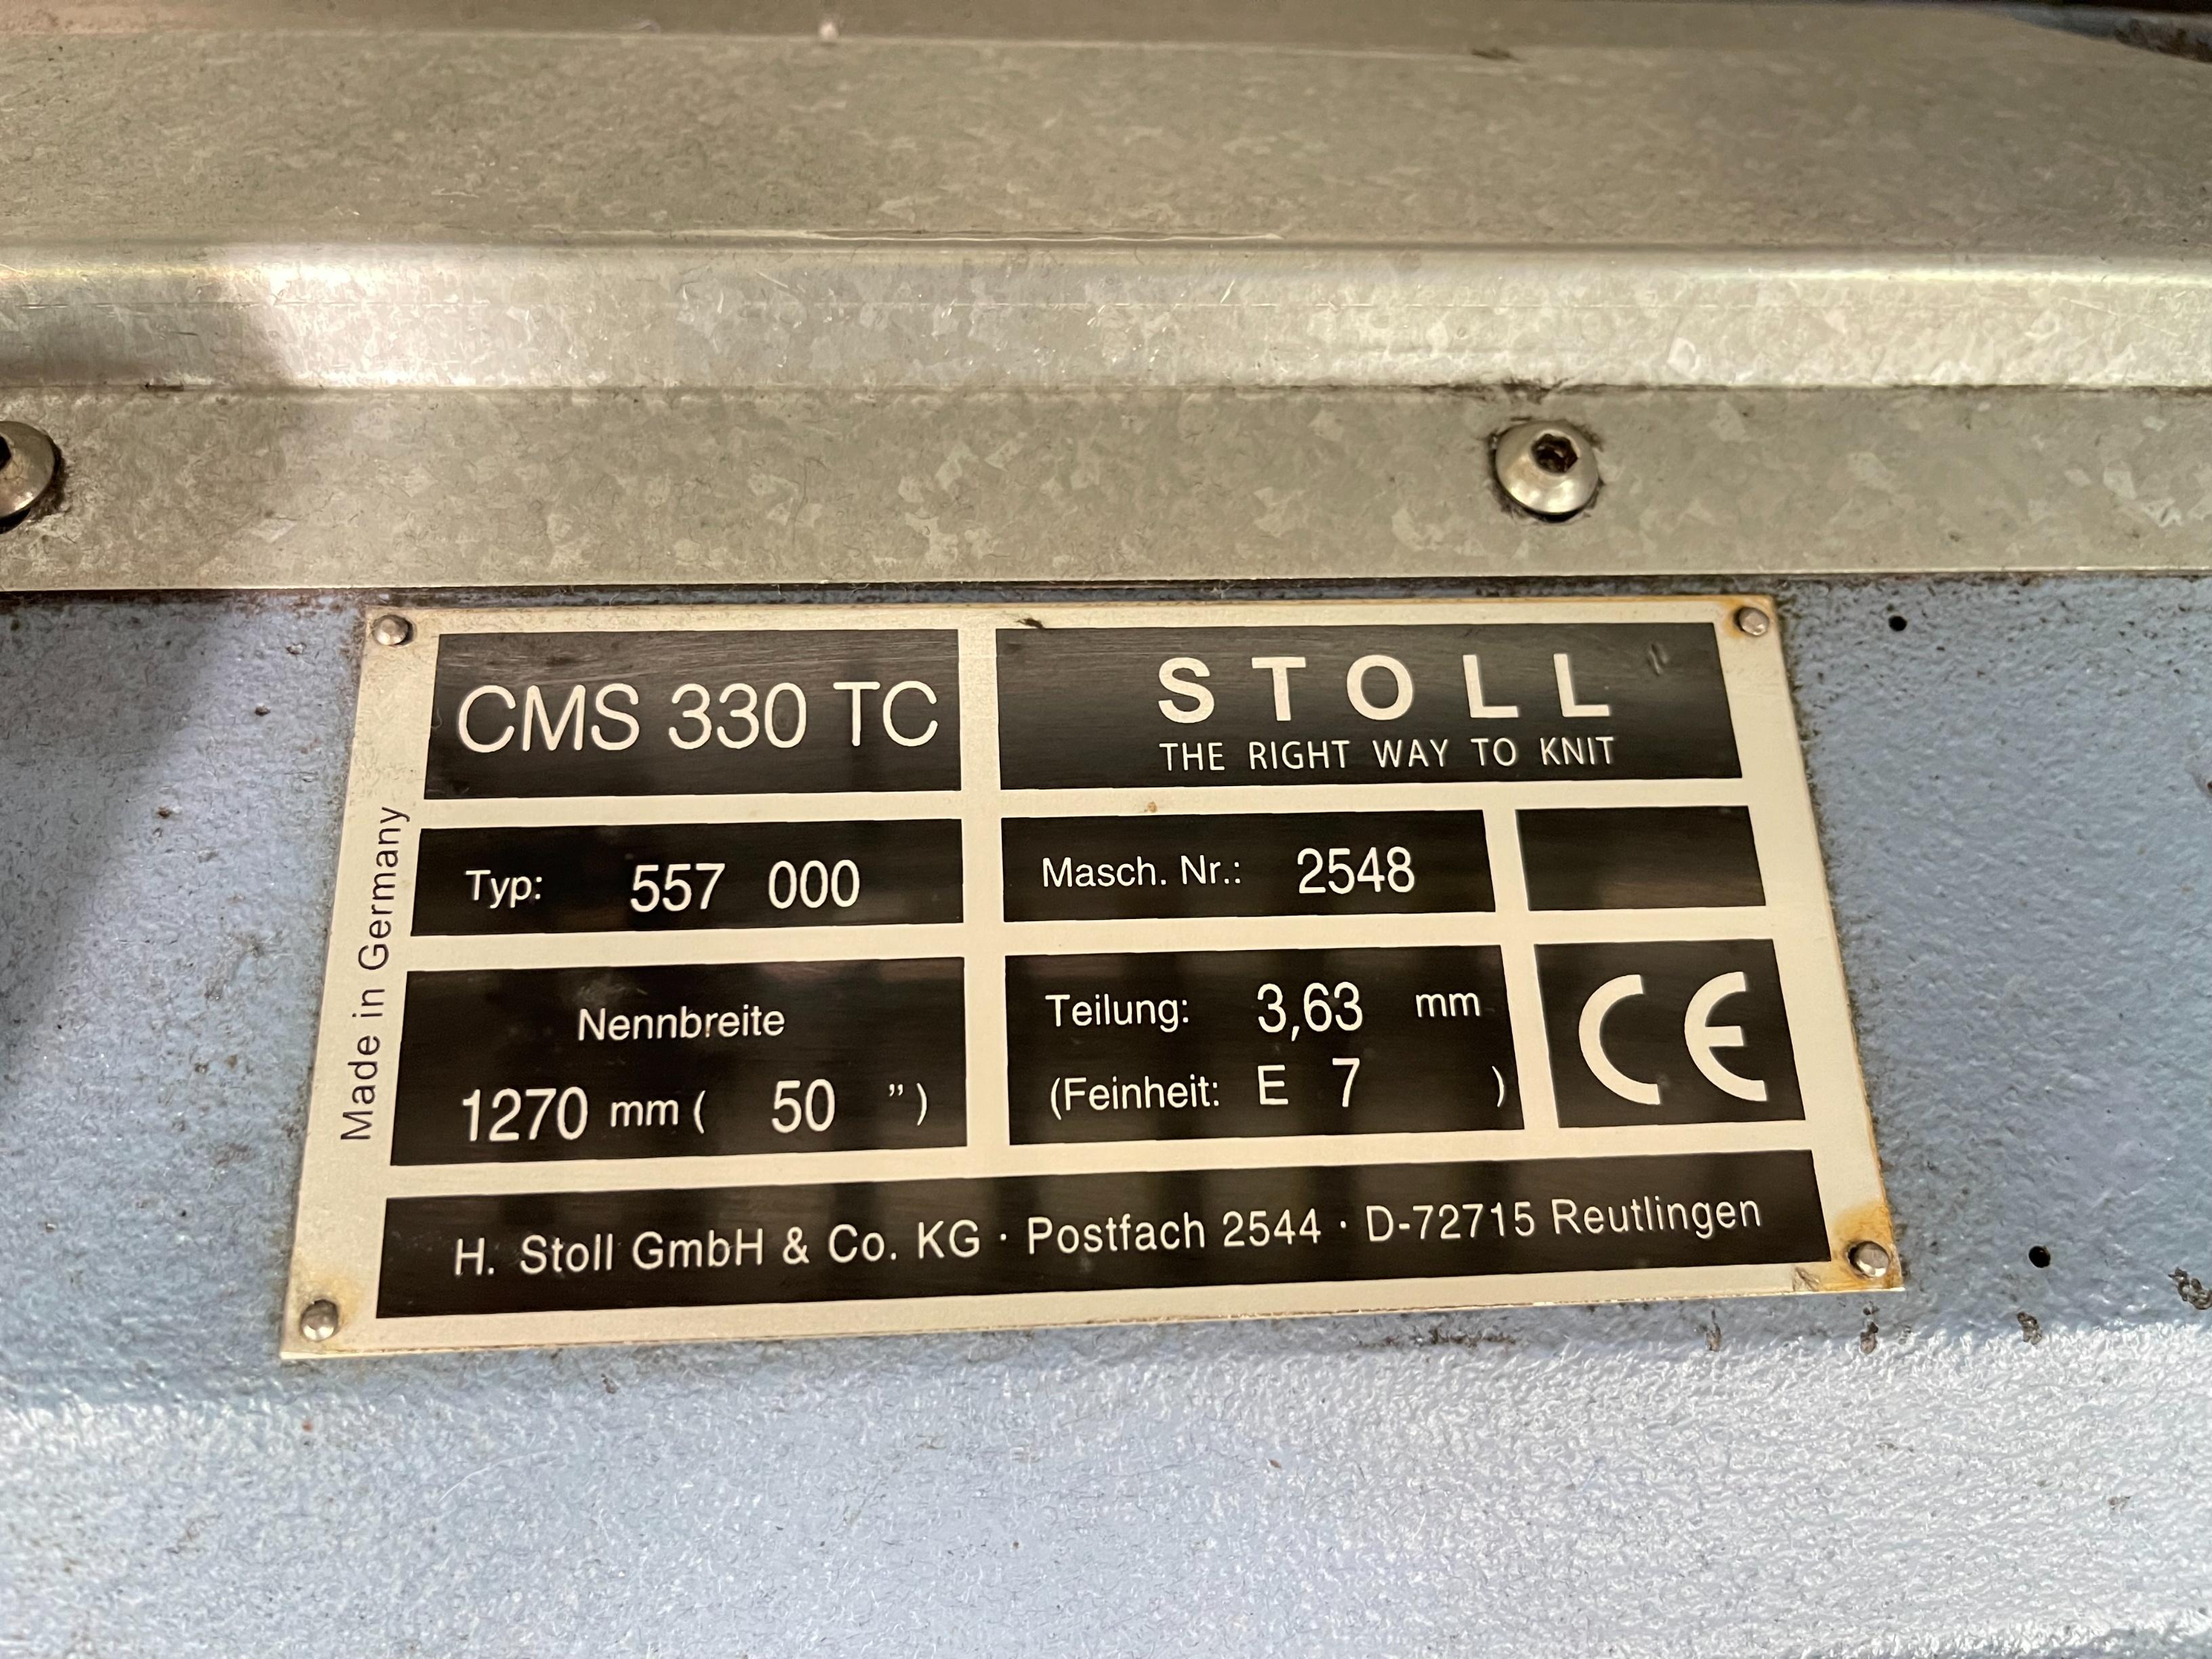 CMS 330 TC
STOLL
THE RIGHT WAY TO KNIT
Made in Germany
Typ: 557 000
Masch. Nr.: 2548
Nennbreite
1270 mm ( 50 ")
Teilung: 3,63 mm
(Feinheit: E 7 )
CE
H. Stoll GmbH & Co. KG · Postfach 2544 · D-72715 Reutlingen